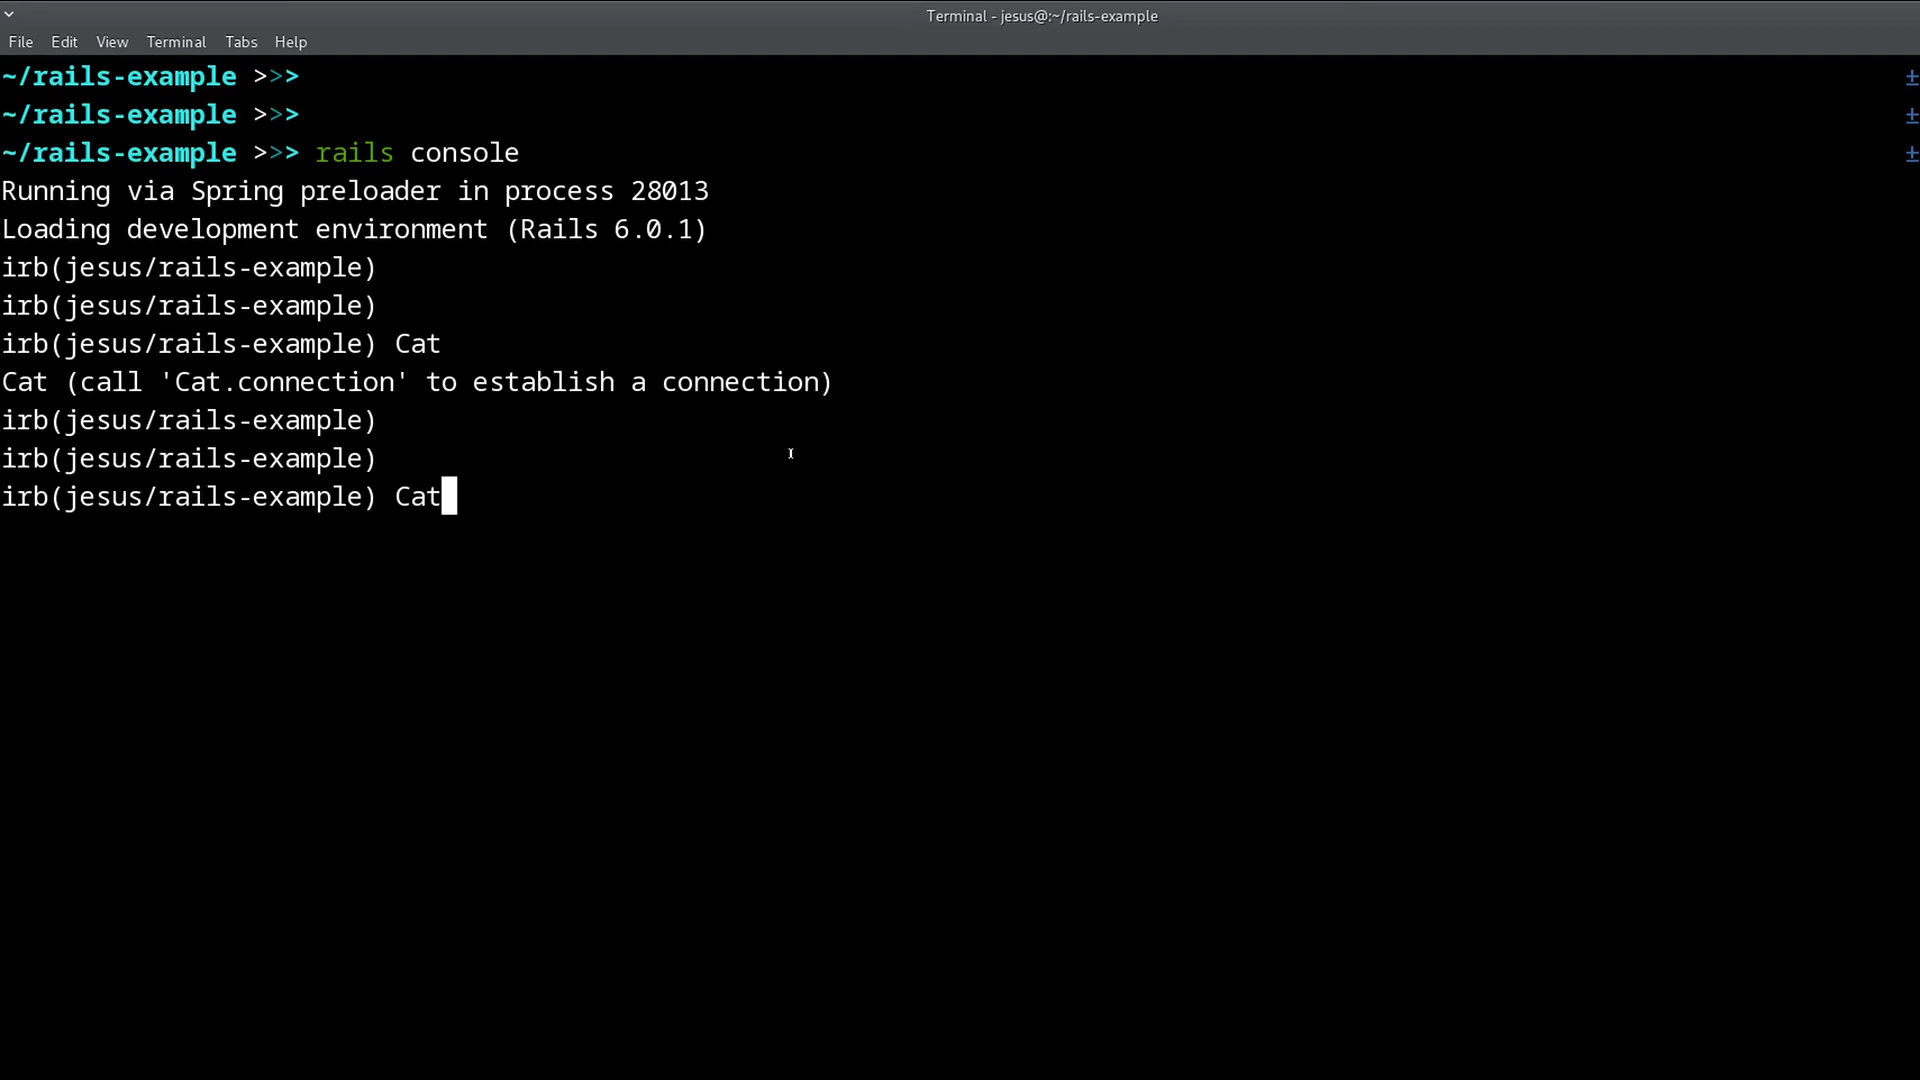 Terminal - jesus@:~/rails-example
File Edit View Terminal Tabs Help
~/rails-example >>> ±
~/rails-example >>> ±
~/rails-example >>> rails console ±
Running via Spring preloader in process 28013
Loading development environment (Rails 6.0.1)
irb(jesus/rails-example)
irb(jesus/rails-example)
irb(jesus/rails-example) Cat
Cat (call 'Cat.connection' to establish a connection)
irb(jesus/rails-example)
irb(jesus/rails-example)
irb(jesus/rails-example) Cat